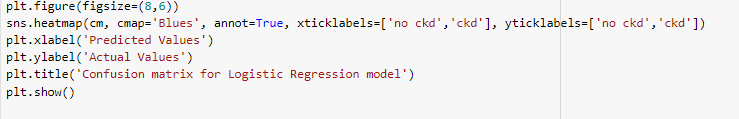 plt.figure(figsize=(8,6))
sns.heatmap(cm, cmap='Blues', annot=True, xticklabels=['no ckd','ckd'], yticklabels=['no ckd','ckd'])
plt.xlabel('Predicted Values')
plt.ylabel('Actual Values')
plt.title('Confusion matrix for Logistic Regression model')
plt.show()